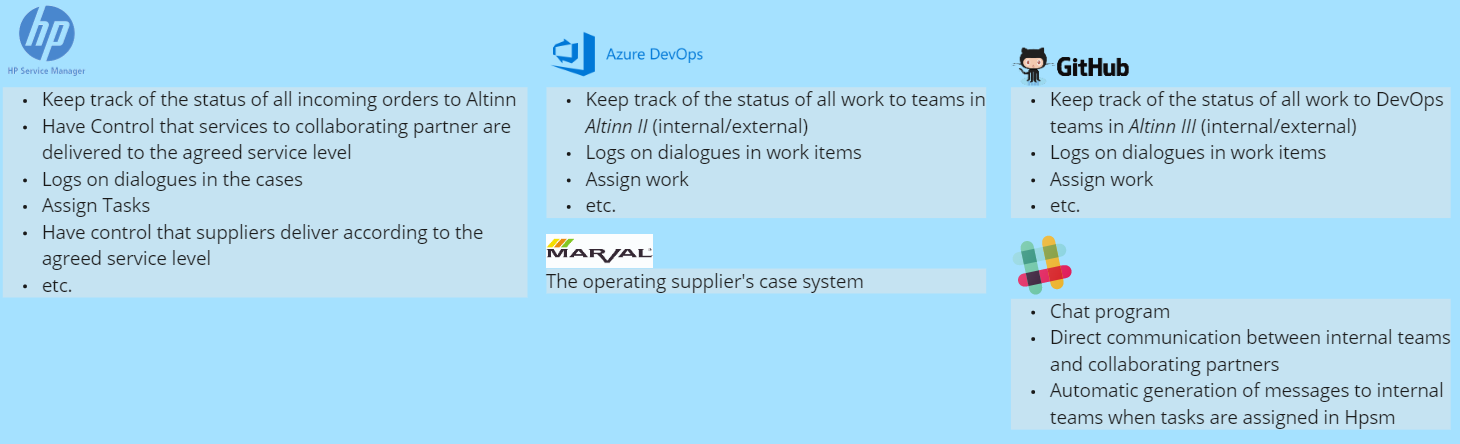 hp
HP Service Manager
• Keep track of the status of all incoming orders to Altinn
• Have Control that services to collaborating partner are
delivered to the agreed service level
• Logs on dialogues in the cases
• Assign Tasks
• Have control that suppliers deliver according to the
agreed service level
• etc.
Azure DevOps
• Keep track of the status of all work to teams in
Altinn II (internal/external)
• Logs on dialogues in work items
• Assign work
• etc.
MARVAL
The operating supplier's case system
GitHub
• Keep track of the status of all work to DevOps
teams in Altinn III (internal/external)
• Logs on dialogues in work items
• Assign work
• etc.
• Chat program
• Direct communication between internal teams
and collaborating partners
• Automatic generation of messages to internal
teams when tasks are assigned in Hpsm